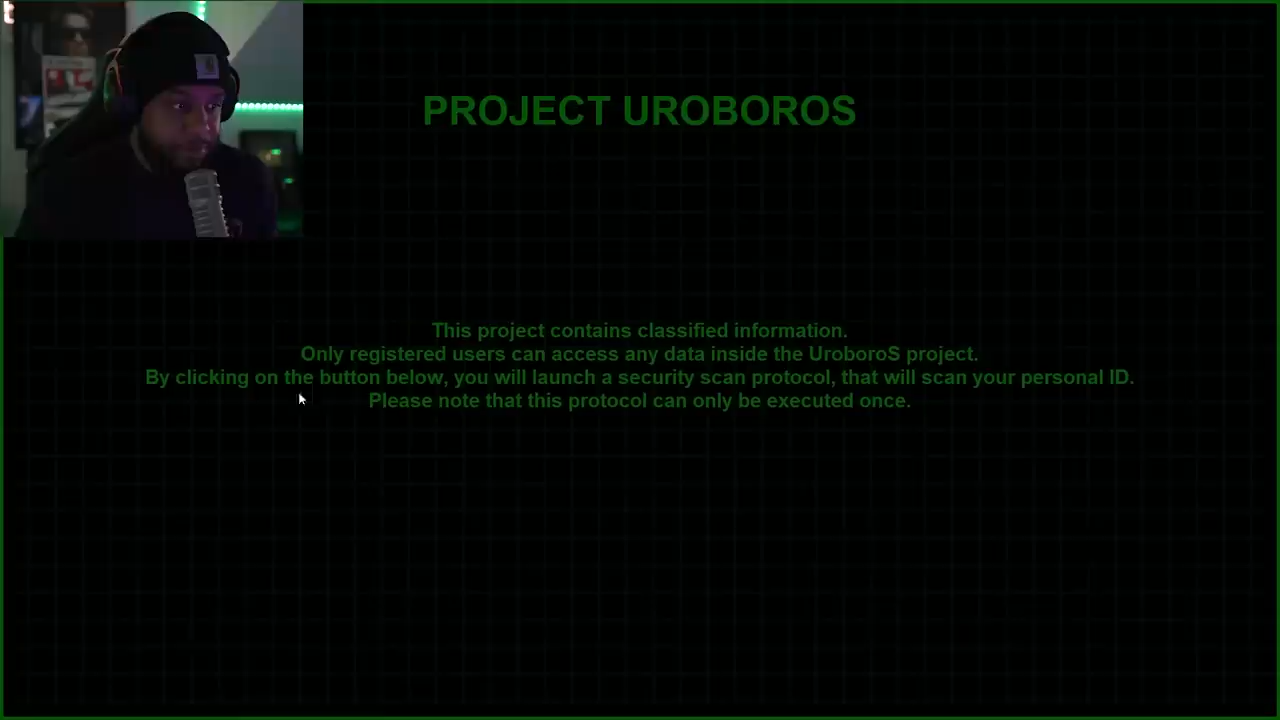 PROJECT UROBOROS
This project contains classified information.
Only registered users can access any data inside the UroboroS project.
By clicking on the button below, you will launch a security scan protocol, that will scan your personal ID.
Please note that this protocol can only be executed once.